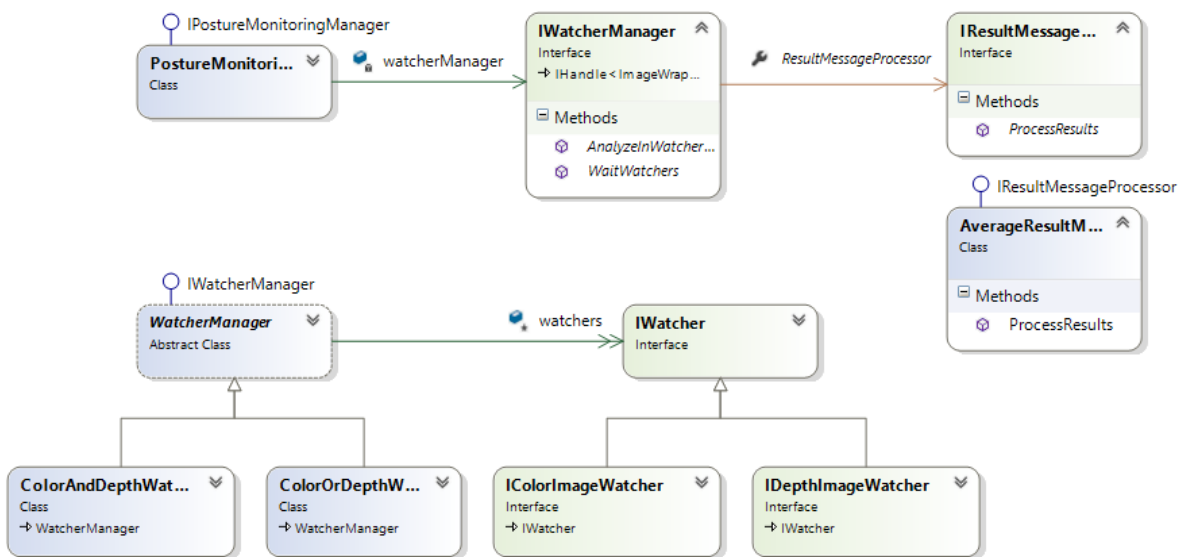 IPostureMonitoringManager
PostureMonitori...
Class
watcherManager
IWatcherManager
Interface
IHandle<ImageWrap...
Methods
AnalyzeInWatcher...
WaitWatchers
ResultMessageProcessor
IResultMessage...
Interface
Methods
ProcessResults
IResultMessageProcessor
AverageResultM...
Class
Methods
ProcessResults
IWatcherManager
WatcherManager
Abstract Class
watchers
IWatcher
Interface
ColorAndDepthWat...
Class
WatcherManager
ColorOrDepthW...
Class
WatcherManager
IColorImageWatcher
Interface
IWatcher
IDepthImageWatcher
Interface
IWatcher